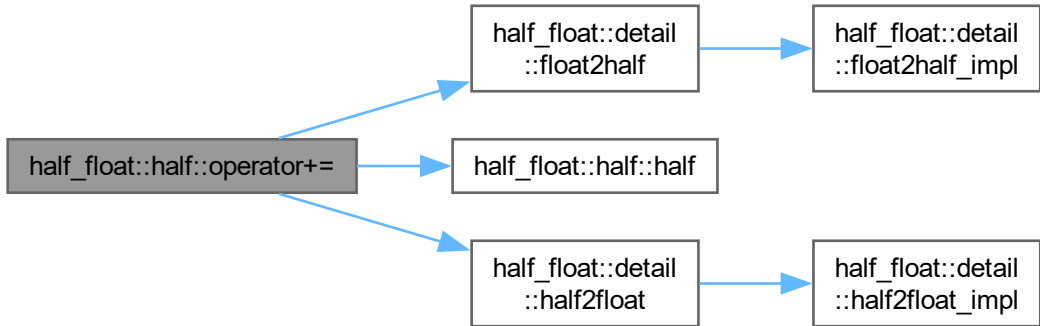 half_float::half::operator+=
half_float::detail
::float2half
half_float::detail
::float2half_impl
half_float::half::half
half_float::detail
::half2float
half_float::detail
::half2float_impl